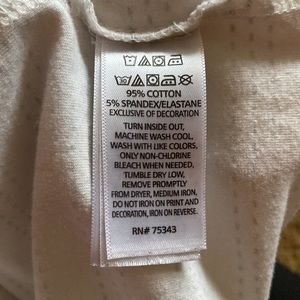 95% COTTON
5% SPANDEX/ELASTANE
EXCLUSIVE OF DECORATION
TURN INSIDE OUT,
MACHINE WASH COOL,
WASH WITH LIKE COLORS,
ONLY NON-CHLORINE
BLEACH WHEN NEEDED,
TUMBLE DRY LOW,
REMOVE PROMPTLY
FROM DRYER, MEDIUM IRON,
DO NOT IRON ON PRINT AND
DECORATION, IRON ON REVERSE.
RN# 75343